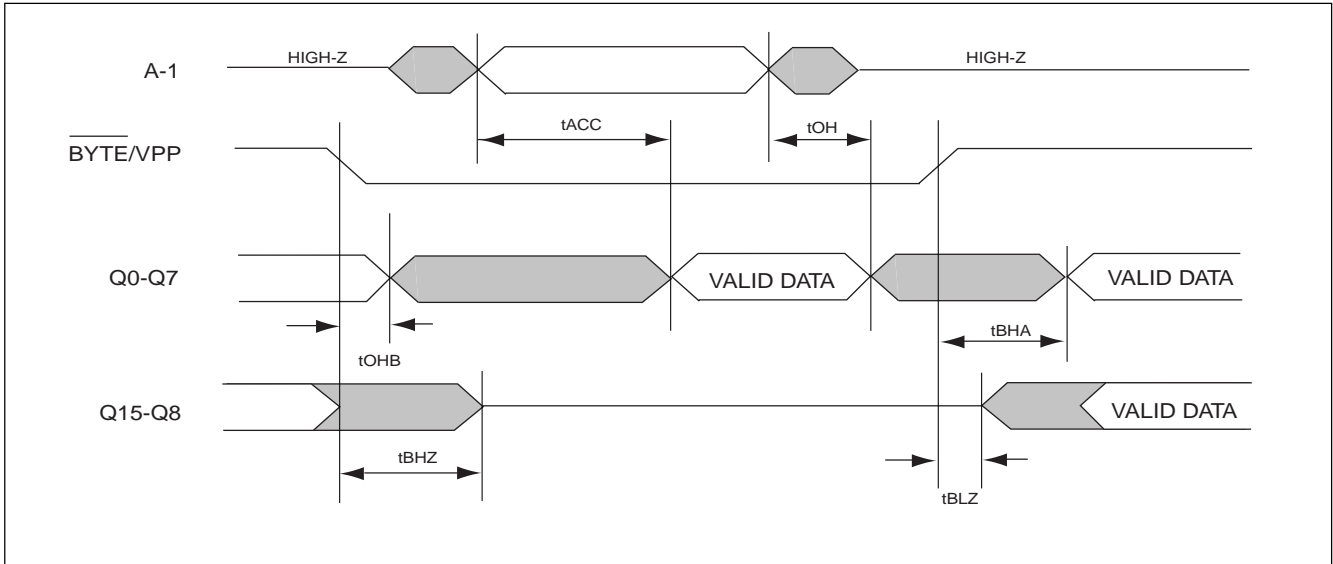 A-1
HIGH-Z
HIGH-Z
tACC
tOH
BYTE/VPP
Q0-Q7
VALID DATA
VALID DATA
tOHB
tBHA
Q15-Q8
VALID DATA
tBHZ
tBLZ